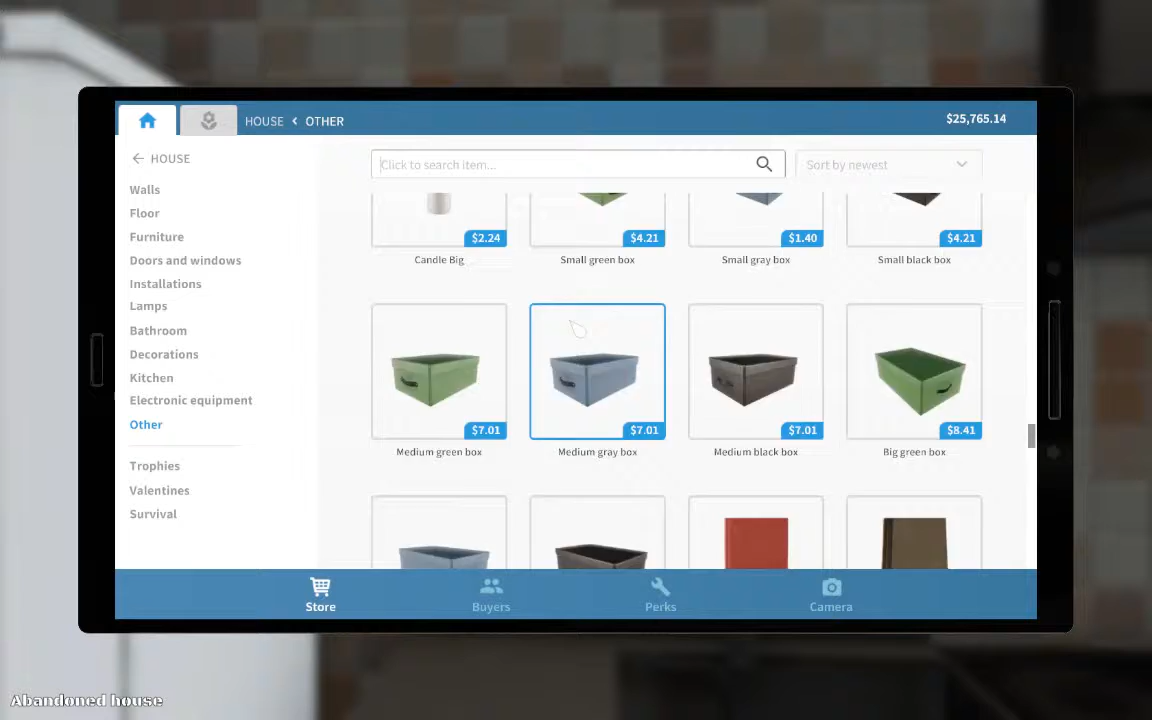 HOUSE < OTHER
$25,765.14
HOUSE
Click to search item...
Sort by newest
Walls
Floor
Furniture
Doors and windows
Installations
Lamps
Bathroom
Decorations
Kitchen
Electronic equipment
Other
Trophies
Valentines
Survival
$2.24
$4.21
$1.40
$4.21
Candle Big
Small green box
Small gray box
Small black box
$7.01
$7.01
$7.01
$8.41
Medium green box
Medium gray box
Medium black box
Big green box
Store
Buyers
Perks
Camera
Abandoned house